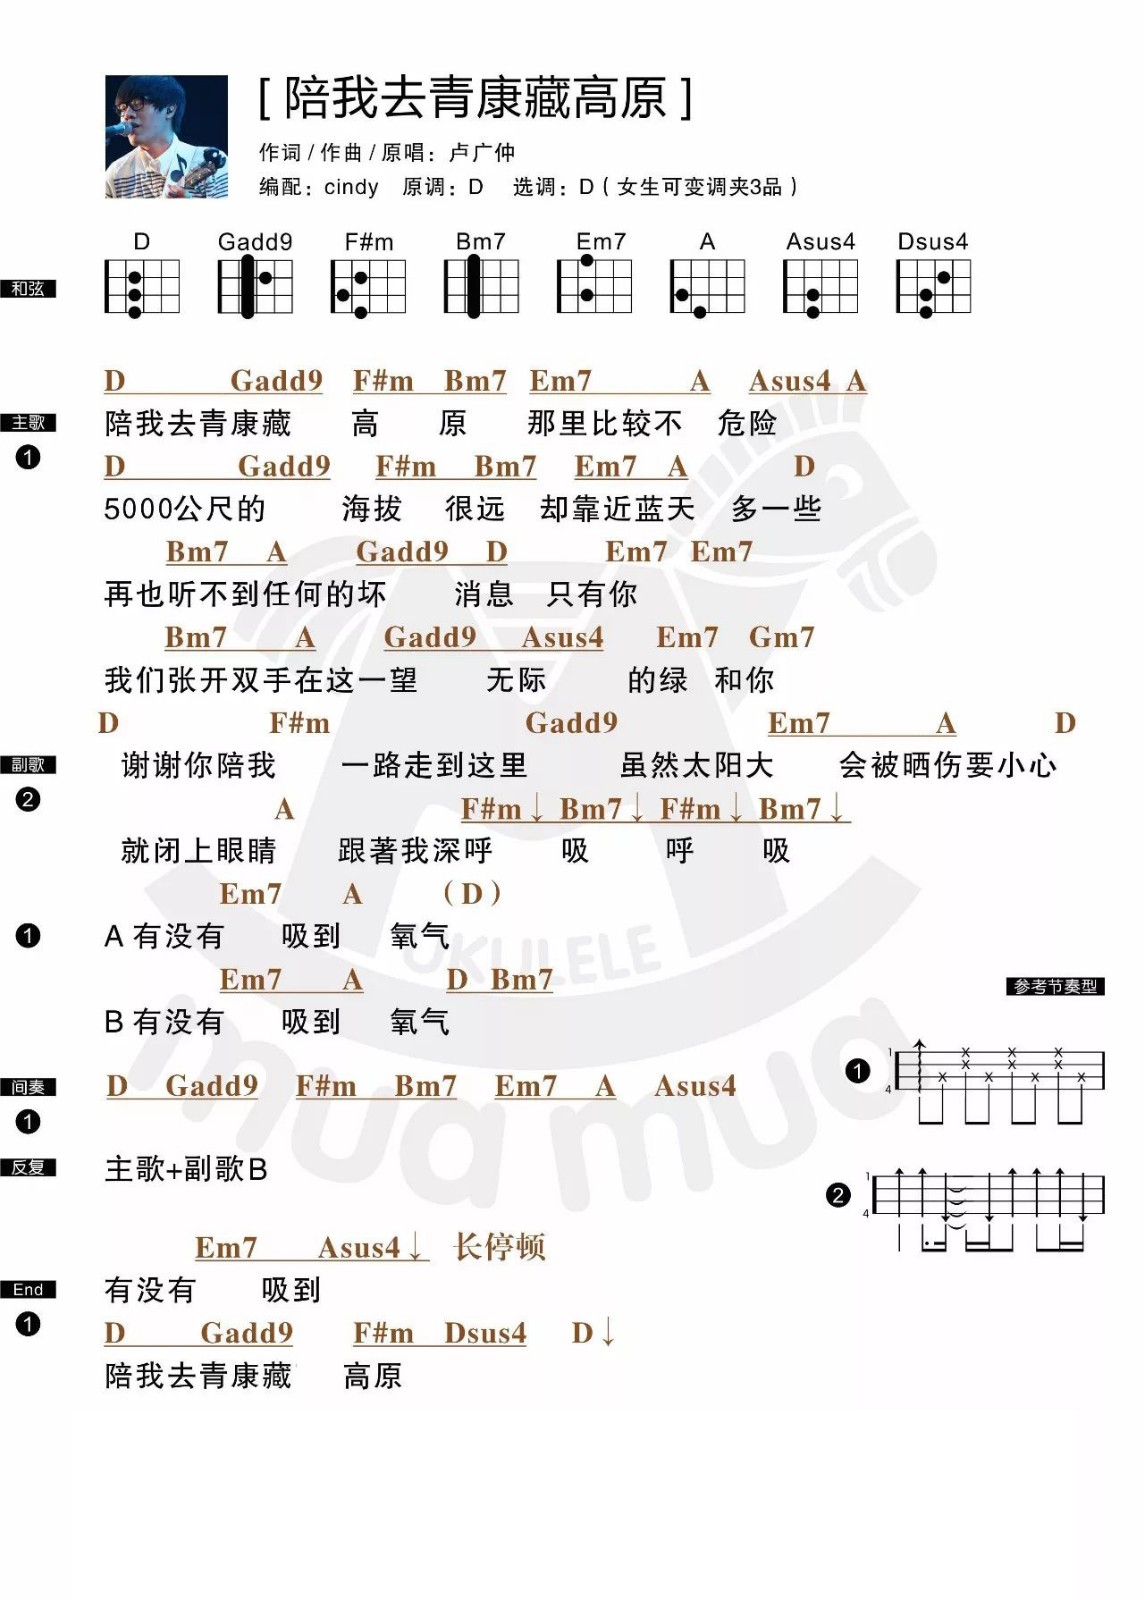 [ 陪我去青康藏高原 ]
作词 / 作曲 / 原唱：卢广仲
编配：cindy 原调：D 选调：D（女生可变调夹3品）
D Gadd9 F#m Bm7 Em7 A Asus4 Dsus4
和弦
D Gadd9 F#m Bm7 Em7 A Asus4 A
主歌 陪我去青康藏 高 原 那里比较不 危险
1
D Gadd9 F#m Bm7 Em7 A D
5000公尺的 海拔 很远 却靠近蓝天 多一些
Bm7 A Gadd9 D Em7 Em7
再也听不到任何的坏 消息 只有你
Bm7 A Gadd9 Asus4 Em7 Gm7
我们张开双手在这一望 无际 的绿 和你
D F#m Gadd9 Em7 A D
副歌 谢谢你陪我 一路走到这里 虽然太阳大 会被晒伤要小心
2
A F#m↓ Bm7↓ F#m↓ Bm7↓
就闭上眼睛 跟著我深呼 吸 呼 吸
Em7 A （D）
1 A 有没有 吸到 氧气
Em7 A D Bm7
B 有没有 吸到 氧气
参考节奏型
间奏 D Gadd9 F#m Bm7 Em7 A Asus4
1
1 1 4
反复 主歌+副歌B
2 1 4
Em7 Asus4↓ 长停顿
End 有没有 吸到
1
D Gadd9 F#m Dsus4 D↓
陪我去青康藏 高原
UKULELE
mua mua